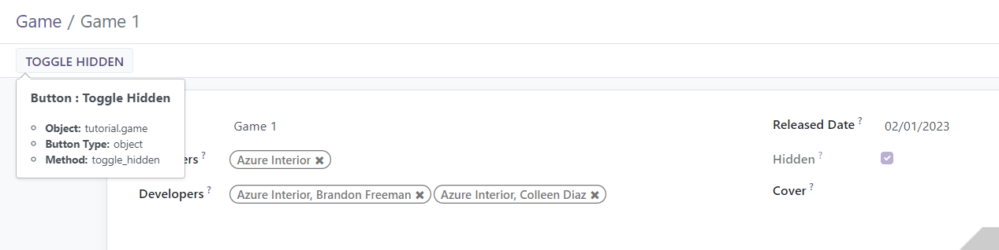 Game / Game 1
TOGGLE HIDDEN
Button : Toggle Hidden
Object: tutorial.game
Button Type: object
Method: toggle_hidden
Game 1
ers ? Azure Interior ✖
Developers ? Azure Interior, Brandon Freeman ✖ Azure Interior, Colleen Diaz ✖
Released Date ? 02/01/2023
Hidden ?
Cover ?